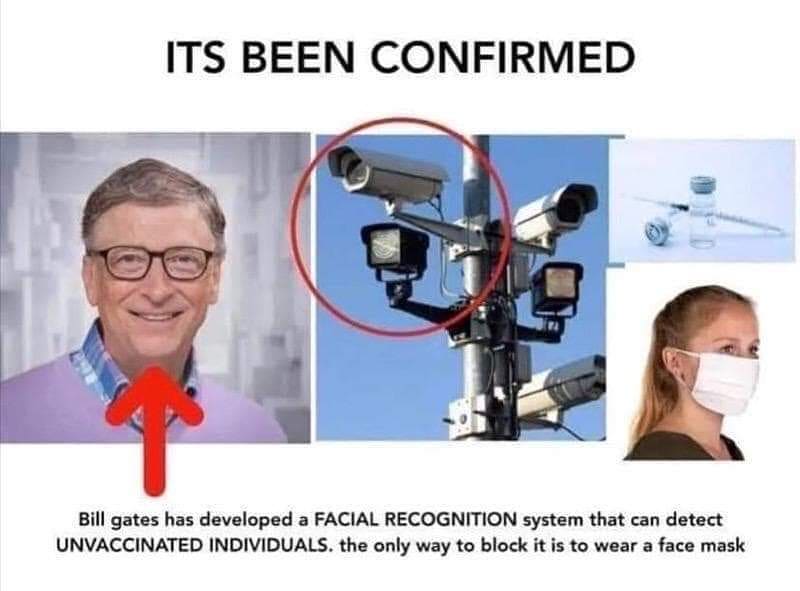 ITS BEEN CONFIRMED
Bill gates has developed a FACIAL RECOGNITION system that can detect
UNVACCINATED INDIVIDUALS. the only way to block it is to wear a face mask